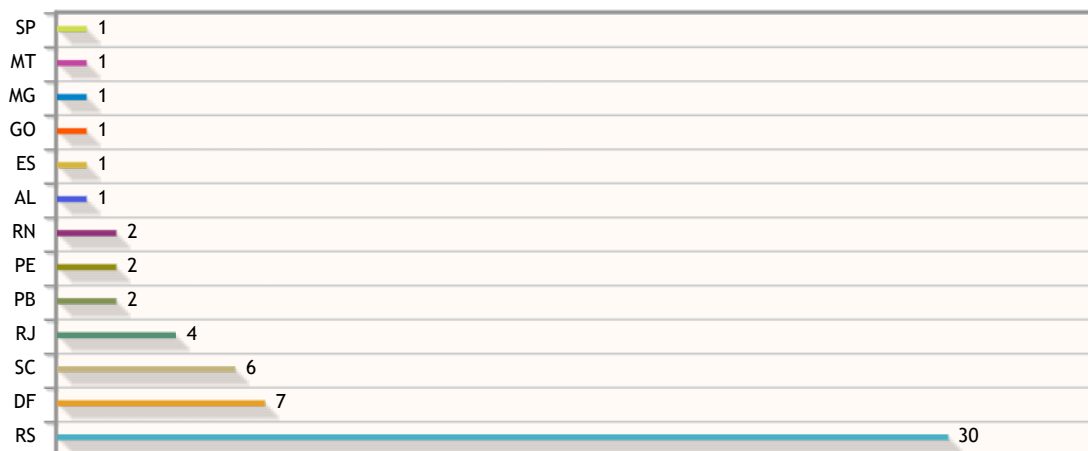 SP 1
MT 1
MG 1
GO 1
ES 1
AL 1
RN 2
PE 2
PB 2
RJ 4
SC 6
DF 7
RS 30